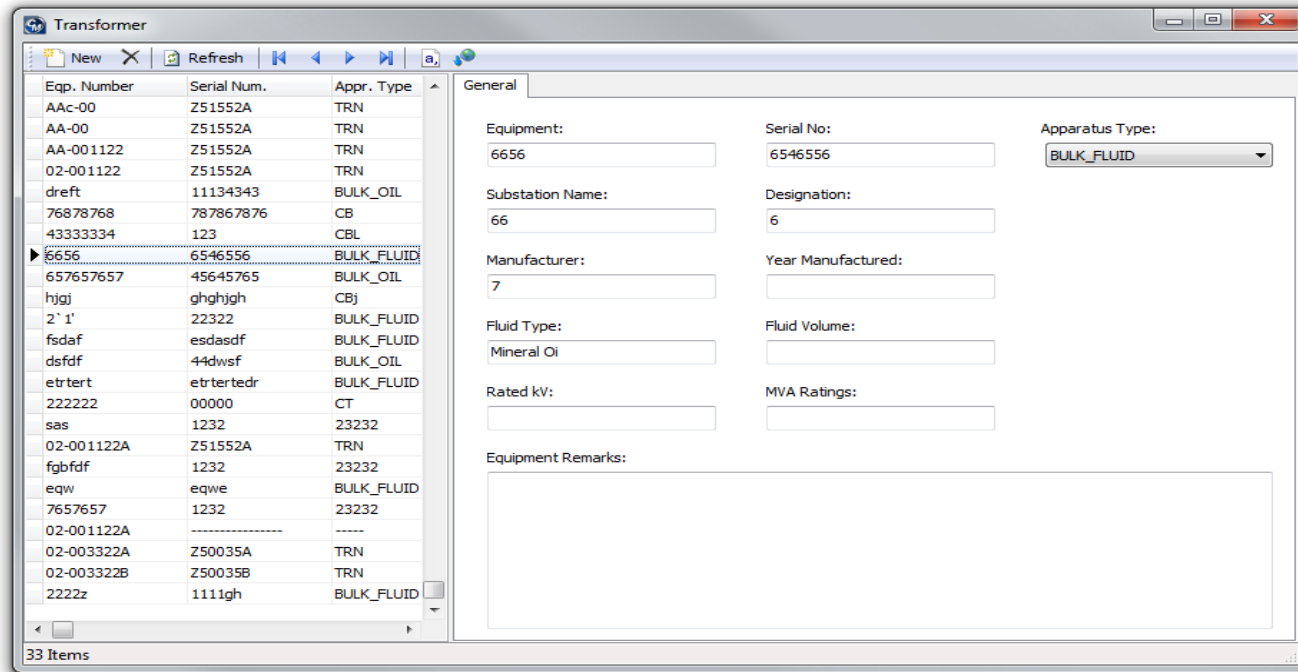 Transformer
New Refresh a,
Eqp. Number Serial Num. Appr. Type
AAc-00 Z51552A TRN
AA-00 Z51552A TRN
AA-001122 Z51552A TRN
02-001122 Z51552A TRN
dreft 11134343 BULK_OIL
76878768 787867876 CB
43333334 123 CBL
6656 6546556 BULK_FLUID
657657657 45645765 BULK_OIL
hjgj ghghjgh CBj
2`1' 22322 BULK_FLUID
fsdaf esdasdf BULK_FLUID
dsfdf 44dwsf BULK_OIL
etrtert etrtertedr BULK_FLUID
222222 00000 CT
sas 1232 23232
02-001122A Z51552A TRN
fgbfdf 1232 23232
eqw eqwe BULK_FLUID
7657657 1232 23232
02-001122A ---------------- -----
02-003322A Z50035A TRN
02-003322B Z50035B TRN
2222z 1111gh BULK_FLUID
33 Items
General
Equipment: Serial No: Apparatus Type:
6656 6546556 BULK_FLUID
Substation Name: Designation:
66 6
Manufacturer: Year Manufactured:
7
Fluid Type: Fluid Volume:
Mineral Oi
Rated kV: MVA Ratings:
Equipment Remarks: